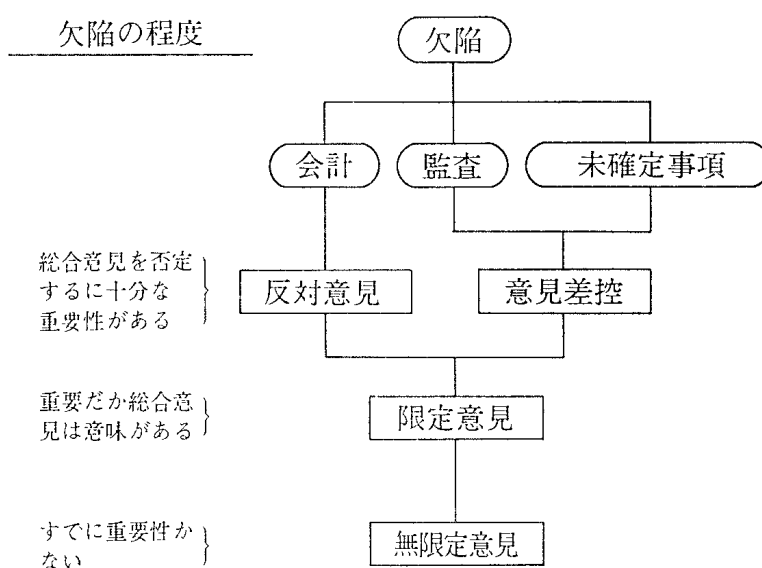 欠陥の程度
欠陥
会計
監査
未確定事項
総合意見を否定
するに十分な
重要性がある
反対意見
意見差控
重要だか総合意
見は意味がある
限定意見
すでに重要性か
ない
無限定意見